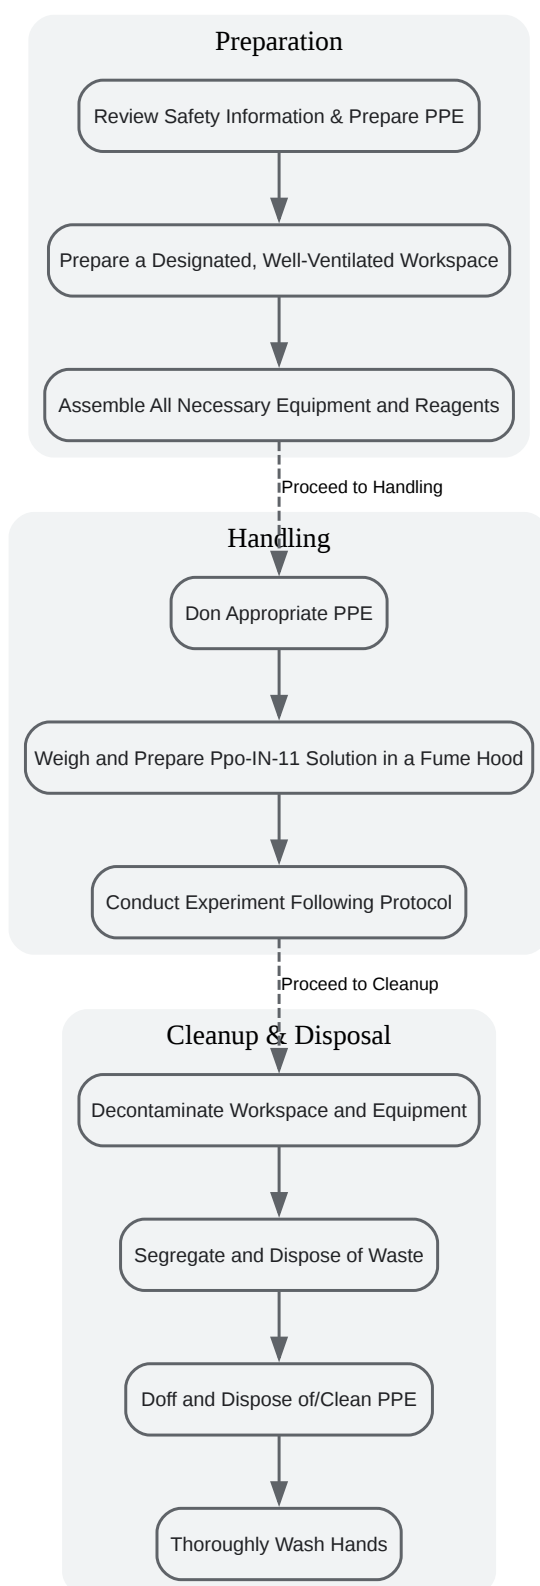 Preparation
Review Safety Information & Prepare PPE
Prepare a Designated, Well-Ventilated Workspace
Assemble All Necessary Equipment and Reagents
Proceed to Handling
Handling
Don Appropriate PPE
Weigh and Prepare Ppo-IN-11 Solution in a Fume Hood
Conduct Experiment Following Protocol
Proceed to Cleanup
Cleanup & Disposal
Decontaminate Workspace and Equipment
Segregate and Dispose of Waste
Doff and Dispose of/Clean PPE
Thoroughly Wash Hands